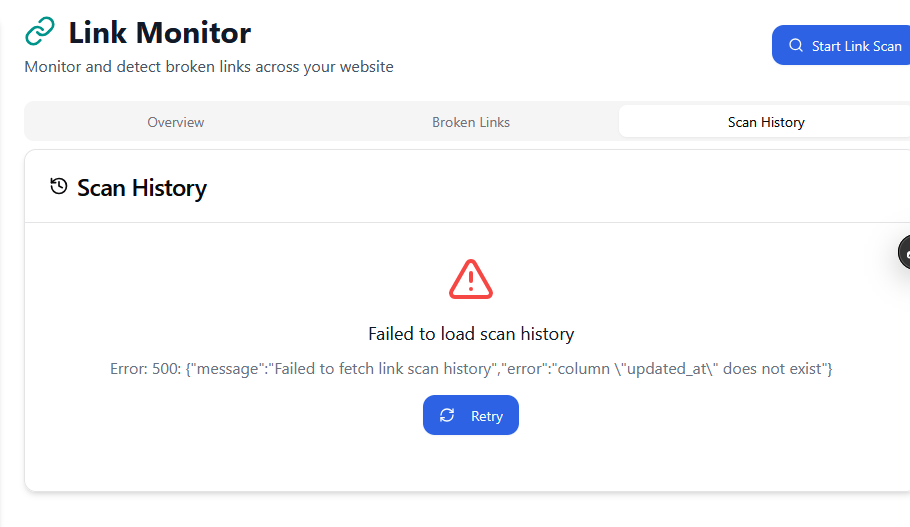 Link Monitor
Monitor and detect broken links across your website
Start Link Scan
Overview
Broken Links
Scan History
Scan History
Failed to load scan history
Error: 500: {"message":"Failed to fetch link scan history","error":"column \"updated_at\" does not exist"}
Retry